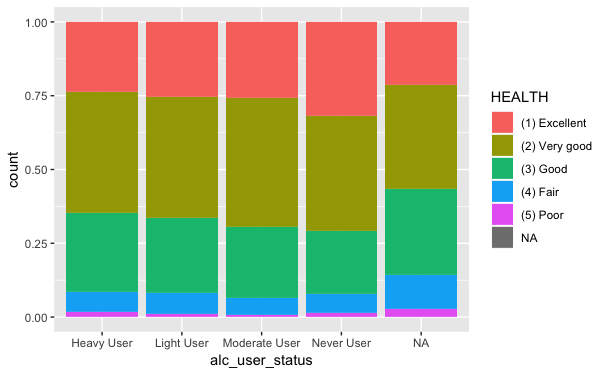 1.00
0.75
0.50
0.25
0.00
count
Heavy User
Light User
Moderate User
Never User
NA
alc_user_status
HEALTH
(1) Excellent
(2) Very good
(3) Good
(4) Fair
(5) Poor
NA